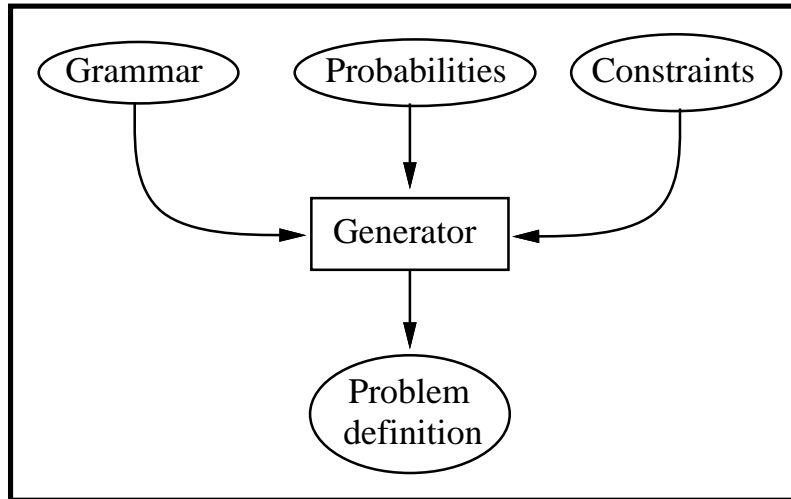 Grammar
Probabilities
Constraints
Generator
Problem
definition